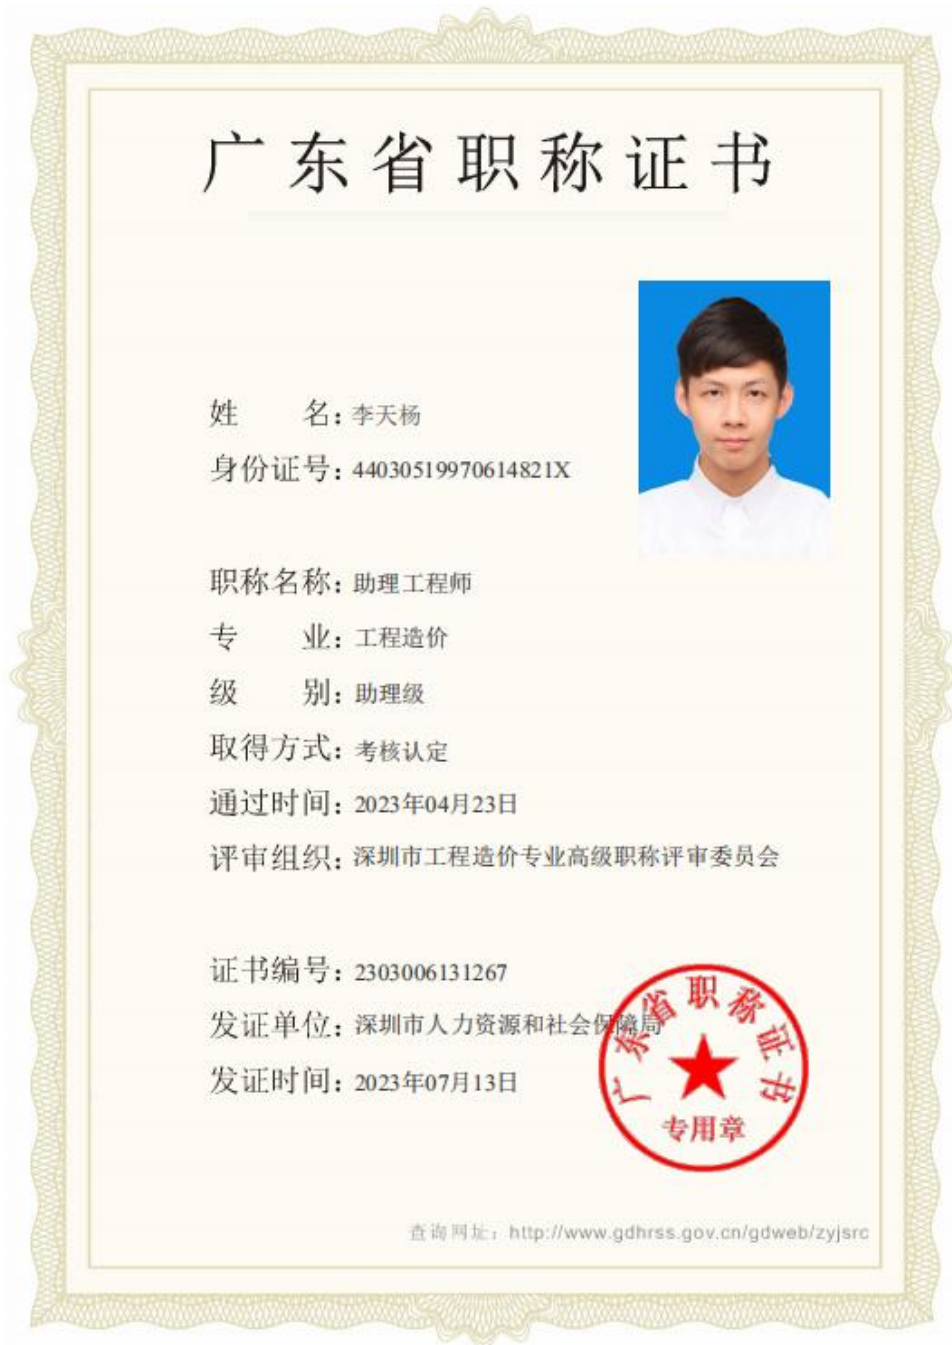 广东省职称证书
姓 名：李天杨
身份证号：44030519970614821X
职称名称：助理工程师
专 业：工程造价
级 别：助理级
取得方式：考核认定
通过时间：2023年04月23日
评审组织：深圳市工程造价专业高级职称评审委员会
证书编号：2303006131267
发证单位：深圳市人力资源和社会保障局
发证时间：2023年07月13日
广东省职称证书
专用章
查询网址：http://www.gdhrss.gov.cn/gdweb/zyjsrc